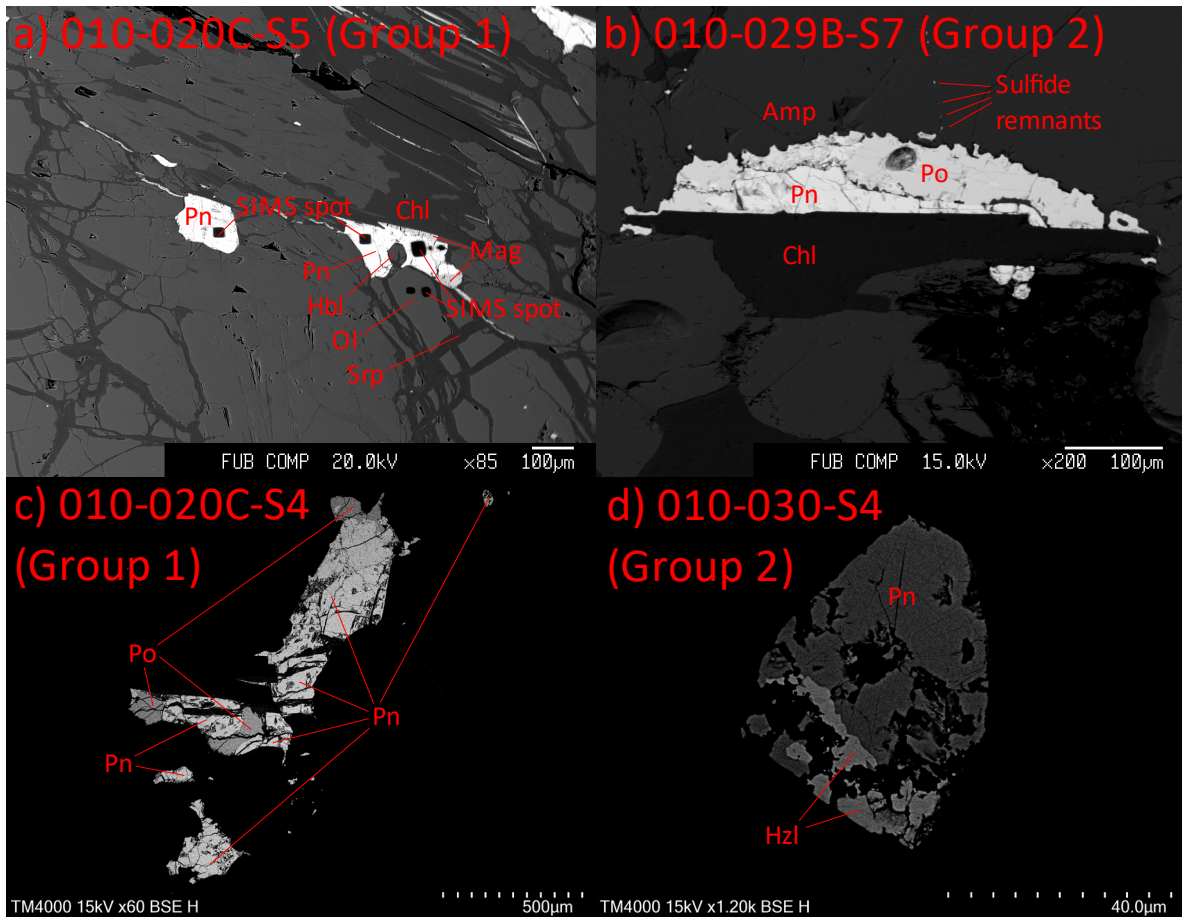 a) 010-020C-S5 (Group 1)
Pn
SIMS spot
Chl
Mag
Pn
Hbl
SIMS spot
Ol
Srp
FUB COMP 20.0kV ×85 100µm
b) 010-029B-S7 (Group 2)
Sulfide
remnants
Amp
Po
Pn
Chl
FUB COMP 15.0kV ×200 100µm
c) 010-020C-S4
(Group 1)
Po
Pn
Pn
TM4000 15kV x60 BSE H 500µm
d) 010-030-S4
(Group 2)
Pn
Hzl
TM4000 15kV x1.20k BSE H 40.0µm